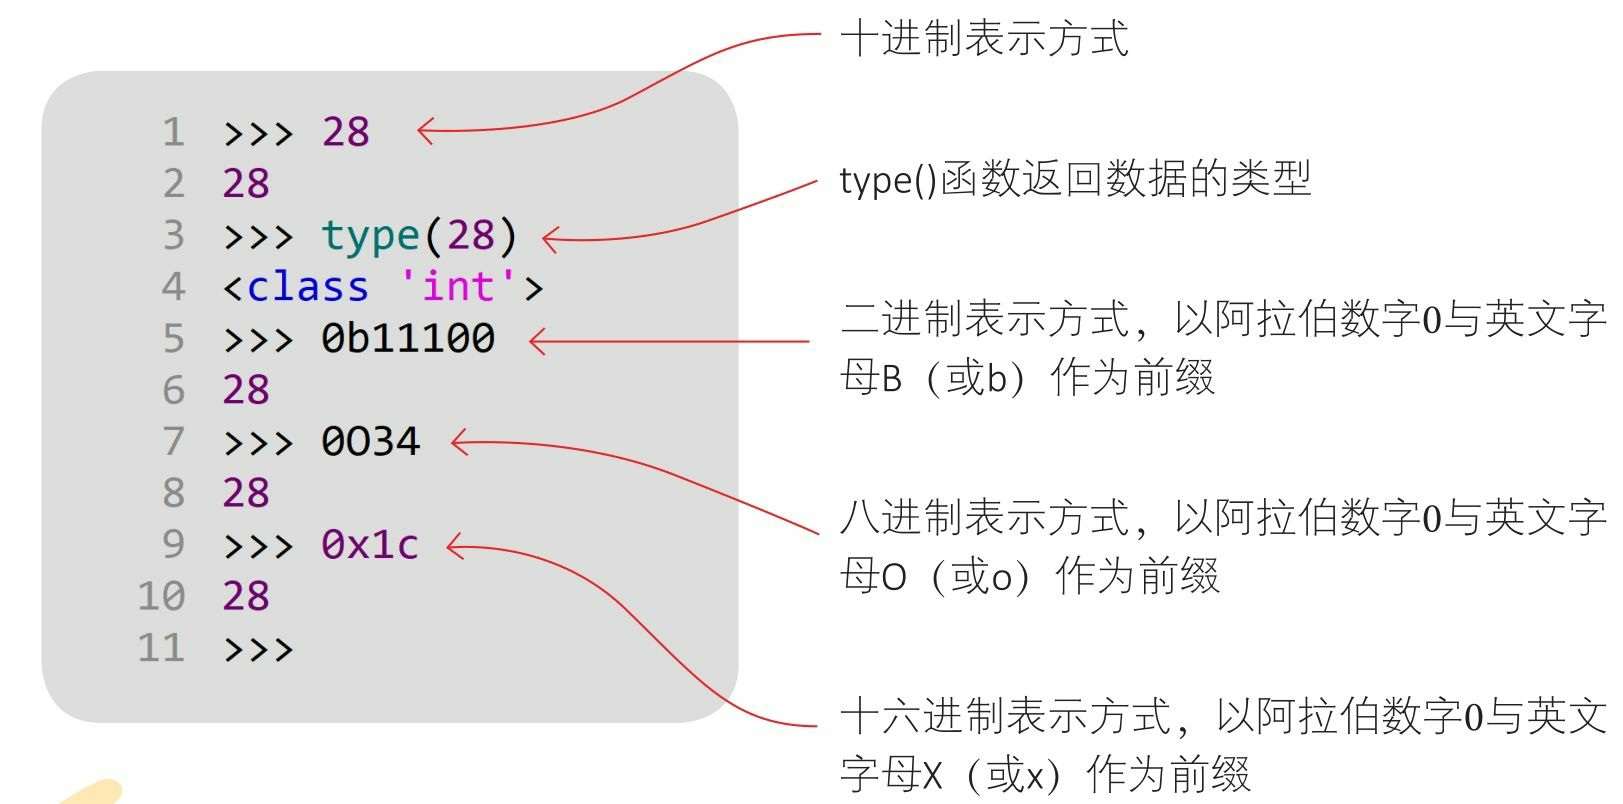 十进制表示方式
1 >>> 28
2 28
type()函数返回数据的类型
3 >>> type(28)
4 <class 'int'>
二进制表示方式，以阿拉伯数字0与英文字
母B（或b）作为前缀
5 >>> 0b11100
6 28
7 >>> 0O34
8 28
八进制表示方式，以阿拉伯数字0与英文字
母O（或o）作为前缀
9 >>> 0x1c
10 28
11 >>>
十六进制表示方式，以阿拉伯数字0与英文
字母X（或x）作为前缀